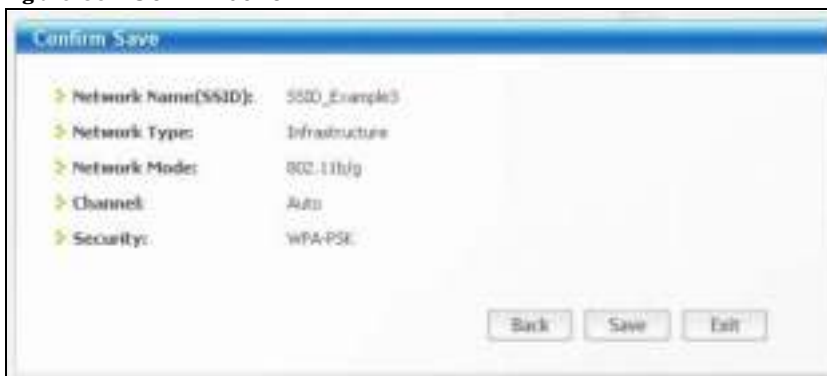 Confirm Save
Network Name(SSID): SSID_Example3
Network Type: Infrastructure
Network Mode: 802.11b/g
Channel: Auto
Security: WPA-PSK
Back Save Exit